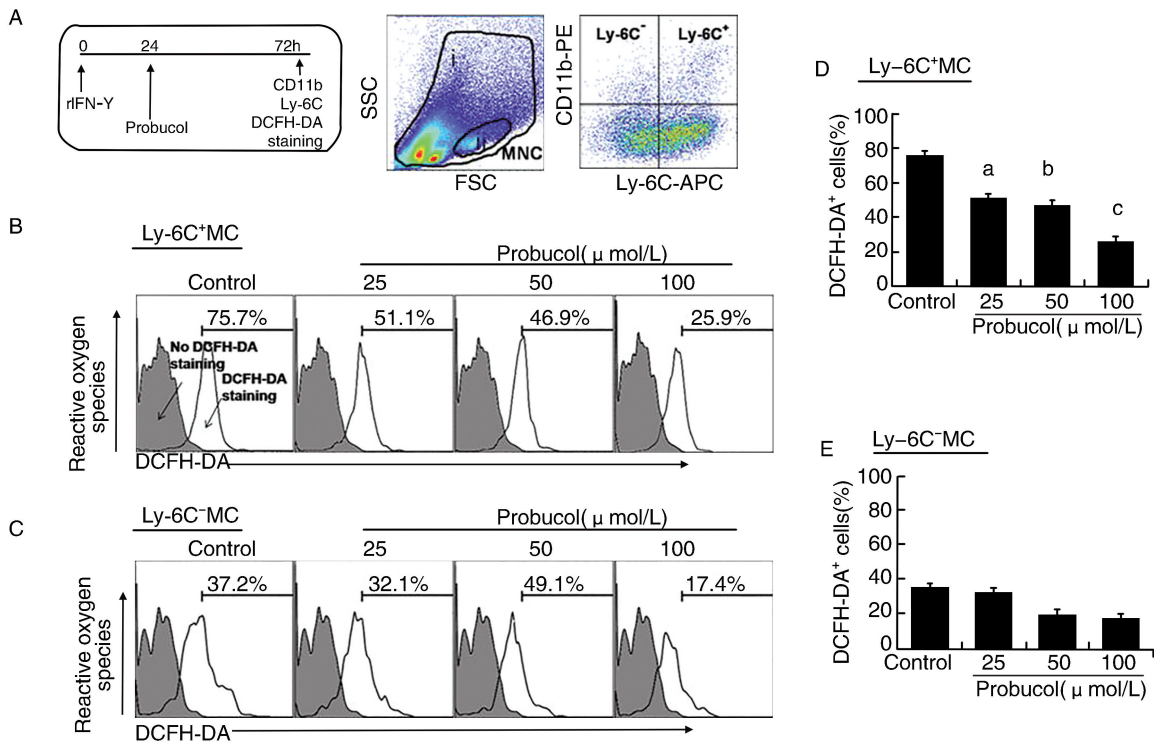 A
0 24 72h
rIFN-Y
Probucol
CD11b
Ly-6C
DCFH-DA
staining
SSC
i
MNC
FSC
CD11b-PE
Ly-6C⁻ Ly-6C⁺
Ly-6C-APC
B
Ly-6C⁺MC
Probucol( μ mol/L)
Control 25 50 100
Reactive oxygen
species
75.7% 51.1% 46.9% 25.9%
No DCFH-DA
staining
DCFH-DA
staining
DCFH-DA
C
Ly-6C⁻MC
Probucol( μ mol/L)
Control 25 50 100
Reactive oxygen
species
37.2% 32.1% 49.1% 17.4%
DCFH-DA
D
Ly–6C⁺MC
DCFH-DA⁺ cells(%)
100
80
60
40
20
0
a b c
Control 25 50 100
Probucol( μ mol/L)
E
Ly–6C⁻MC
DCFH-DA⁺ cells(%)
100
80
60
40
20
0
Control 25 50 100
Probucol( μ mol/L)